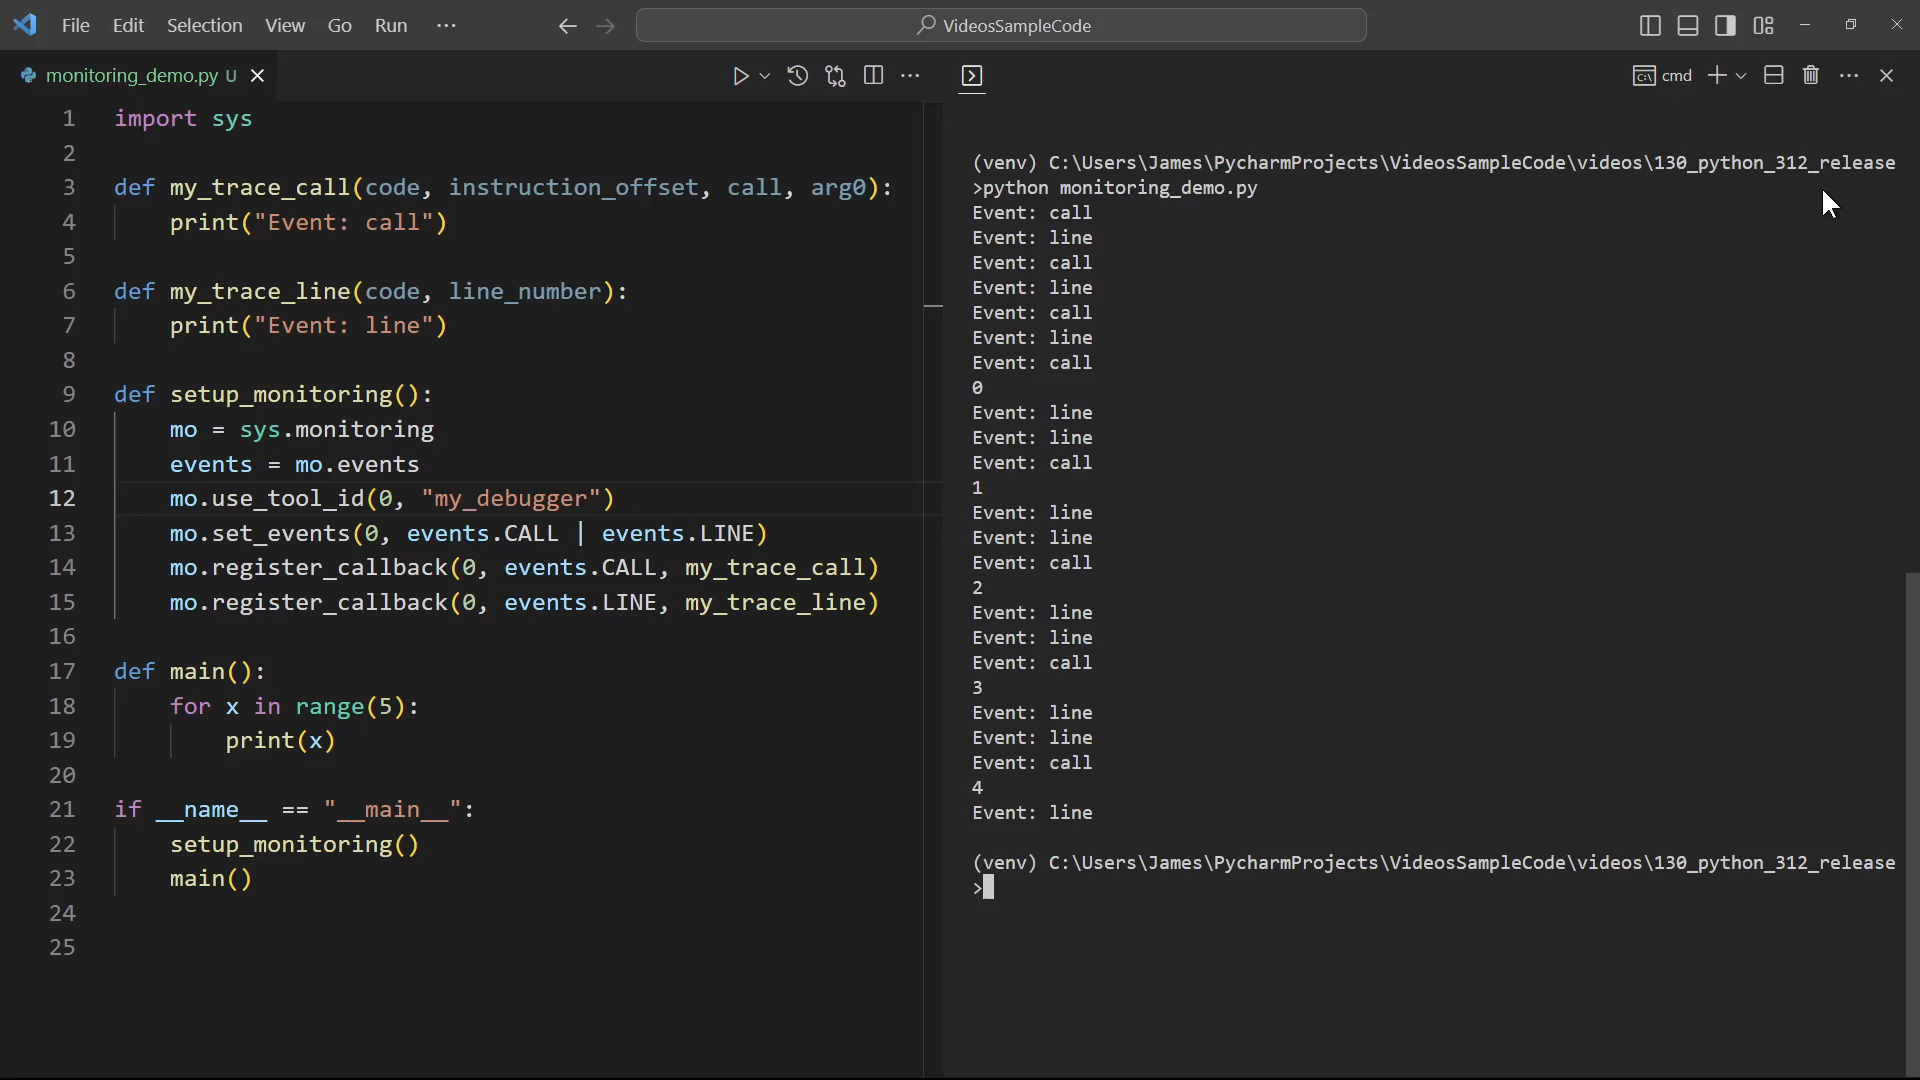 File Edit Selection View Go Run ··· VideosSampleCode
monitoring_demo.py U
1 import sys
2
3 def my_trace_call(code, instruction_offset, call, arg0):
4     print("Event: call")
5
6 def my_trace_line(code, line_number):
7     print("Event: line")
8
9 def setup_monitoring():
10     mo = sys.monitoring
11     events = mo.events
12     mo.use_tool_id(0, "my_debugger")
13     mo.set_events(0, events.CALL | events.LINE)
14     mo.register_callback(0, events.CALL, my_trace_call)
15     mo.register_callback(0, events.LINE, my_trace_line)
16
17 def main():
18     for x in range(5):
19         print(x)
20
21 if __name__ == "__main__":
22     setup_monitoring()
23     main()
24
25
cmd
(venv) C:\Users\James\PycharmProjects\VideosSampleCode\videos\130_python_312_release
>python monitoring_demo.py
Event: call
Event: line
Event: call
Event: line
Event: call
Event: line
Event: call
0
Event: line
Event: line
Event: call
1
Event: line
Event: line
Event: call
2
Event: line
Event: line
Event: call
3
Event: line
Event: line
Event: call
4
Event: line
(venv) C:\Users\James\PycharmProjects\VideosSampleCode\videos\130_python_312_release
>